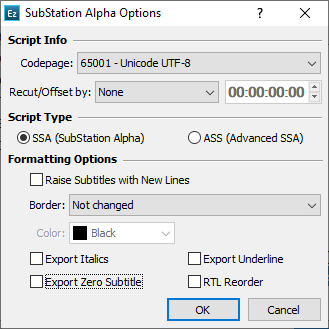 Ez SubStation Alpha Options
Script Info
Codepage: 65001 - Unicode UTF-8
Recut/Offset by: None 00:00:00:00
Script Type
SSA (SubStation Alpha) ASS (Advanced SSA)
Formatting Options
Raise Subtitles with New Lines
Border: Not changed
Color: Black
Export Italics Export Underline
Export Zero Subtitle RTL Reorder
OK Cancel